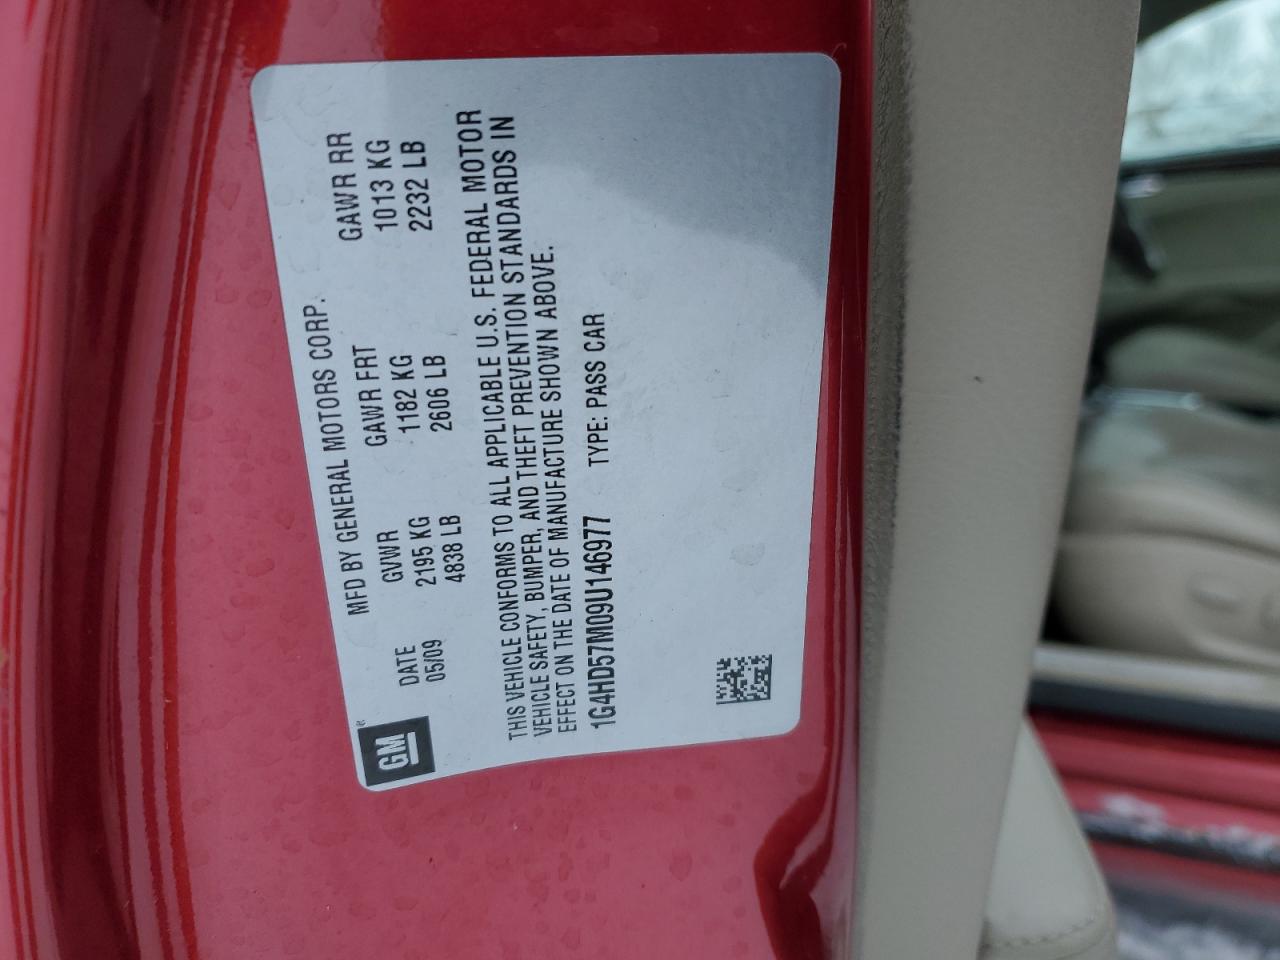 GM®
MFD BY GENERAL MOTORS CORP.
DATE GVWR GAWR FRT GAWR RR
05/09 2195 KG 1182 KG 1013 KG
4838 LB 2606 LB 2232 LB
THIS VEHICLE CONFORMS TO ALL APPLICABLE U.S. FEDERAL MOTOR
VEHICLE SAFETY, BUMPER, AND THEFT PREVENTION STANDARDS IN
EFFECT ON THE DATE OF MANUFACTURE SHOWN ABOVE.
1G4HD57M09U146977 TYPE: PASS CAR